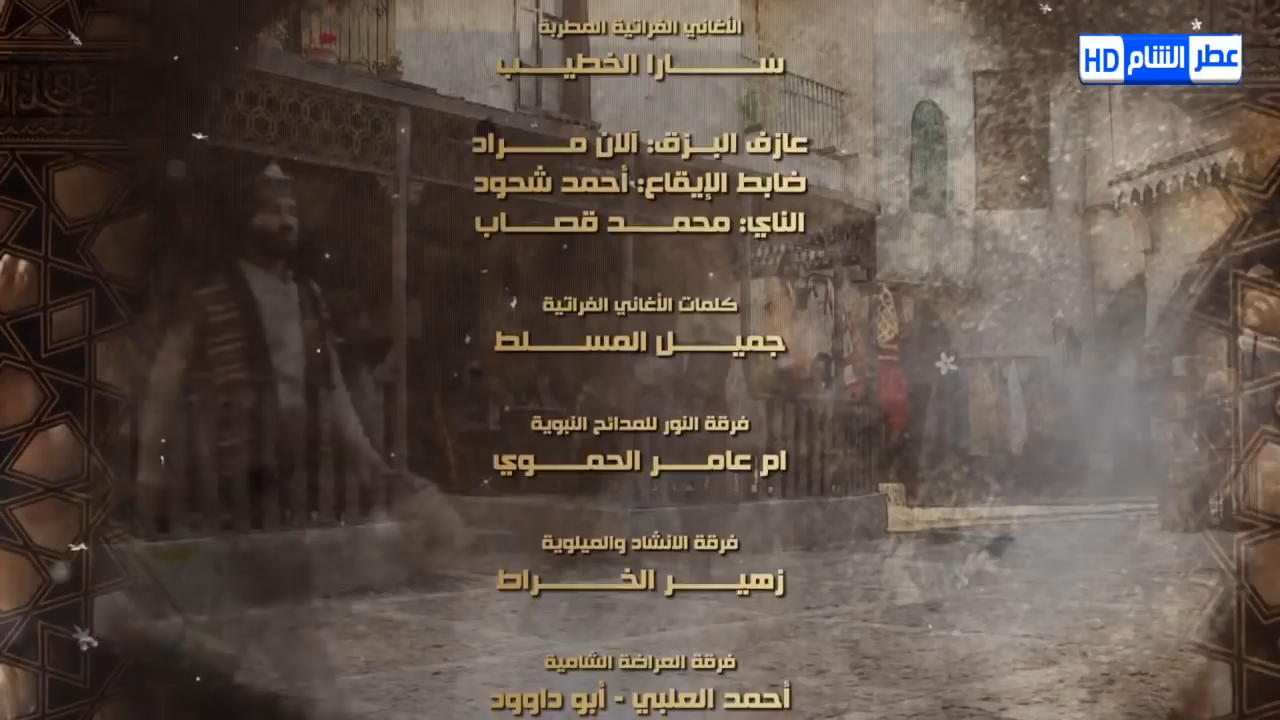 الأغاني الفراتية المطربة
سارا الخطيب
عطر الشام HD
عازف البزق: آلان مراد
ضابط الإيقاع: أحمد شحود
الناي: محمد قصاب
كلمات الأغاني الفراتية
جميل المسلط
فرقة النور للمدائح النبوية
ام عامر الحموي
فرقة الانشاد والميلوية
زهير الخراط
فرقة العراضة الشامية
أحمد العلبي - أبو داوود